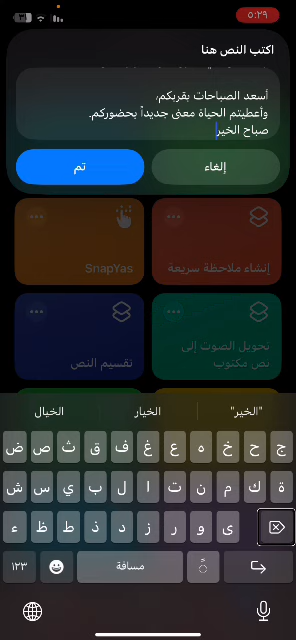 ٥:٢٩
اكتب النص هنا
أسعد الصباحات بقربكم،
وأعطيتم الحياة معنى جديداً بحضوركم.
صباح الخير
إلغاء
تم
إنشاء ملاحظة سريعة
SnapYas
تحويل الصوت إلى
نص مكتوب
تقسيم النص
"الخير"
الخيار
الخيال
ض ص ث ق ف غ ع ه خ ح ج
ش س ي ب ل ا ت ن م ك ة
ء ظ ط ذ د ز ر و ى
١٢٣
مسافة